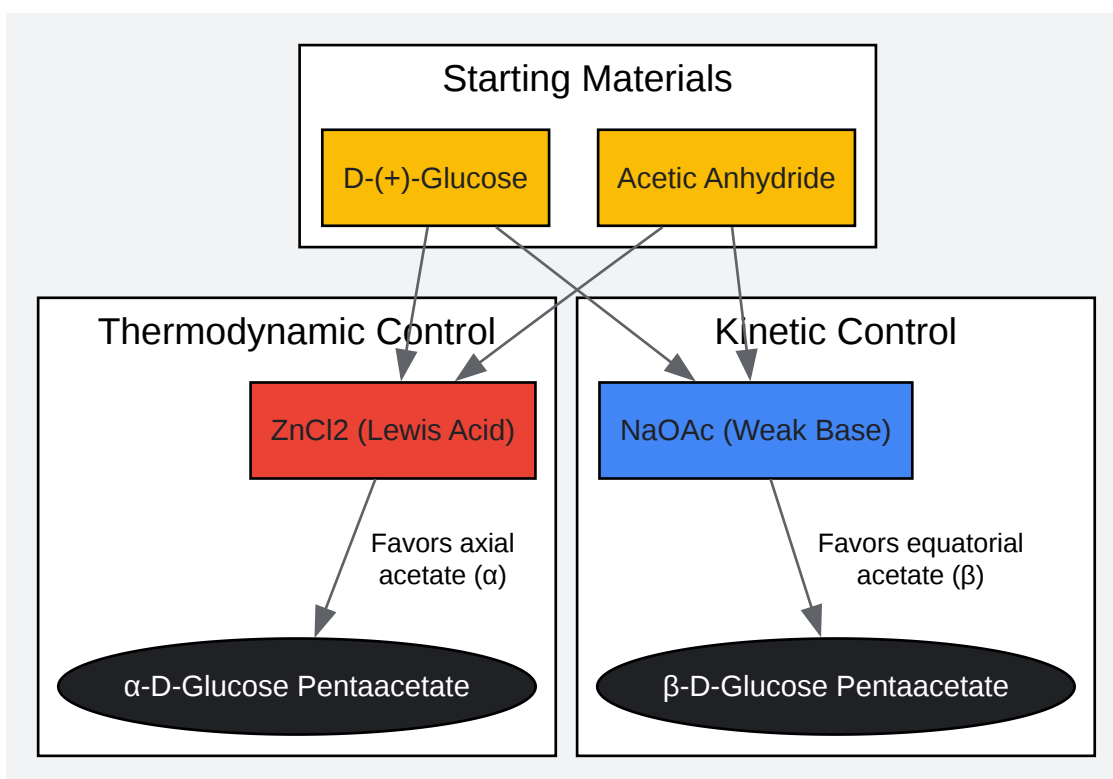 Starting Materials
D-(+)-Glucose
Acetic Anhydride
Thermodynamic Control
Kinetic Control
ZnCl2 (Lewis Acid)
NaOAc (Weak Base)
Favors axial
acetate (α)
Favors equatorial
acetate (β)
α-D-Glucose Pentaacetate
β-D-Glucose Pentaacetate